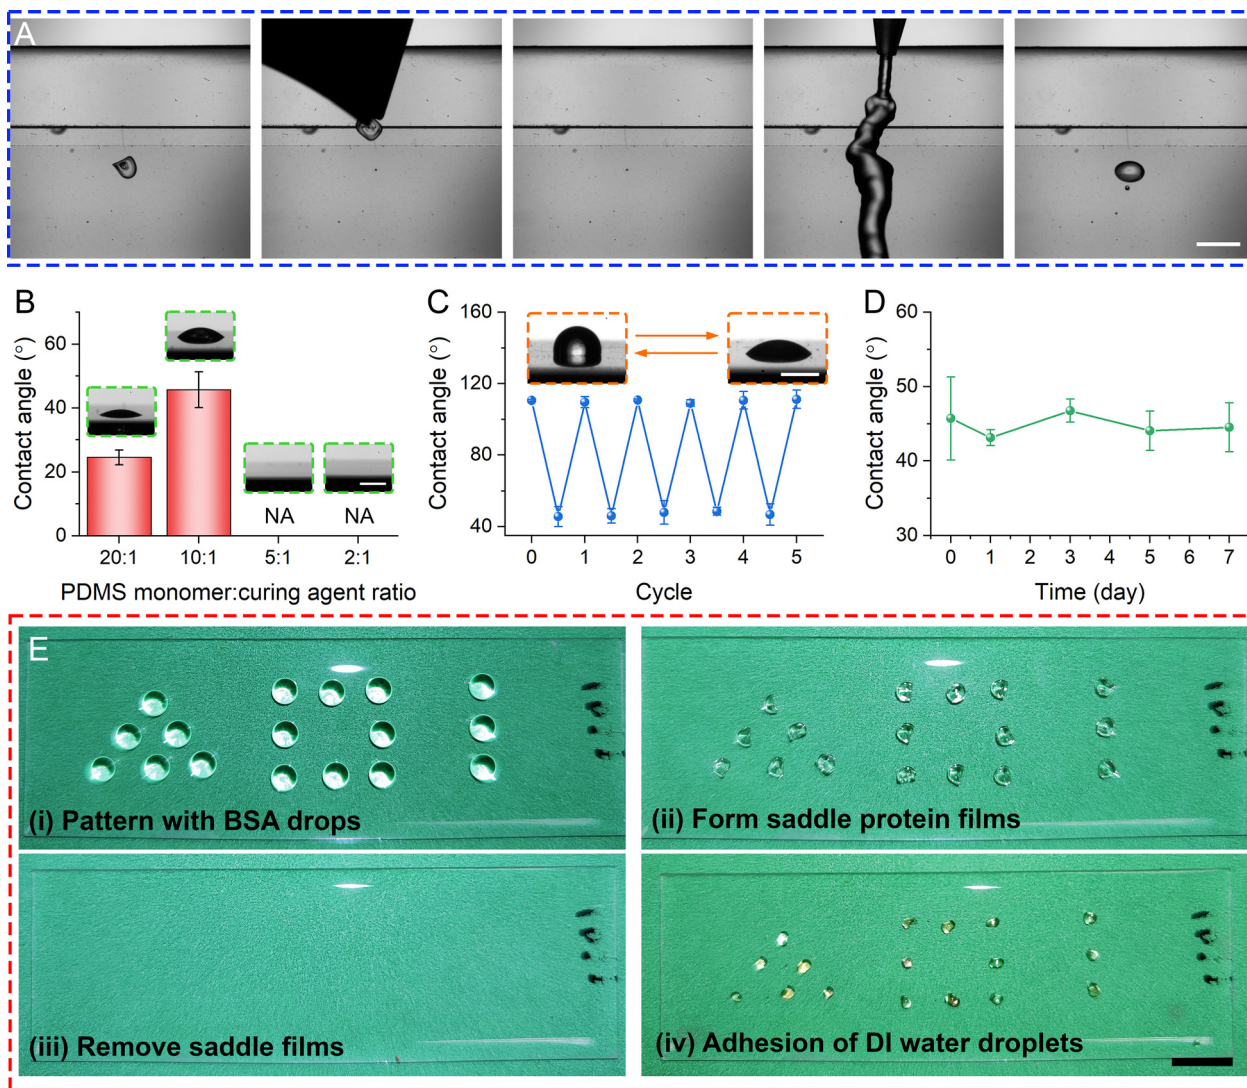 A
B
Contact angle (°)
60
40
20
0
NA
NA
20:1
10:1
5:1
2:1
PDMS monomer:curing agent ratio
C
Contact angle (°)
160
120
80
40
0
1
2
3
4
5
Cycle
D
Contact angle (°)
60
50
40
30
0
1
2
3
4
5
6
7
Time (day)
E
(i) Pattern with BSA drops
(ii) Form saddle protein films
(iii) Remove saddle films
(iv) Adhesion of DI water droplets